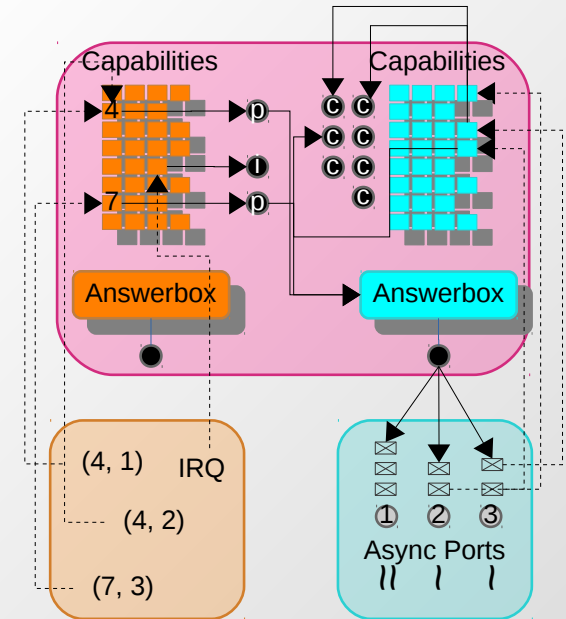 Capabilities
Capabilities
4
p
c c
c c
I
c c
7
p
c
Answerbox
Answerbox
(4, 1)
IRQ
(4, 2)
1 2 3
Async Ports
(7, 3)